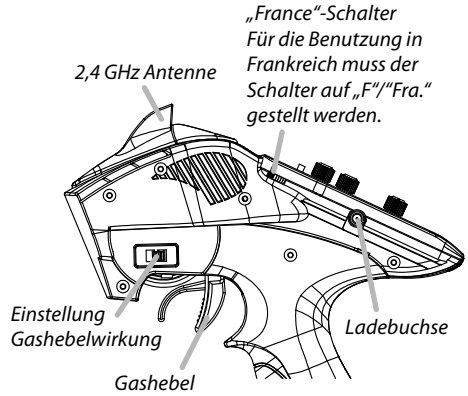 „France“-Schalter
Für die Benutzung in
Frankreich muss der
Schalter auf „F“/“Fra.“
gestellt werden.
2,4 GHz Antenne
Einstellung
Gashebelwirkung
Ladebuchse
Gashebel